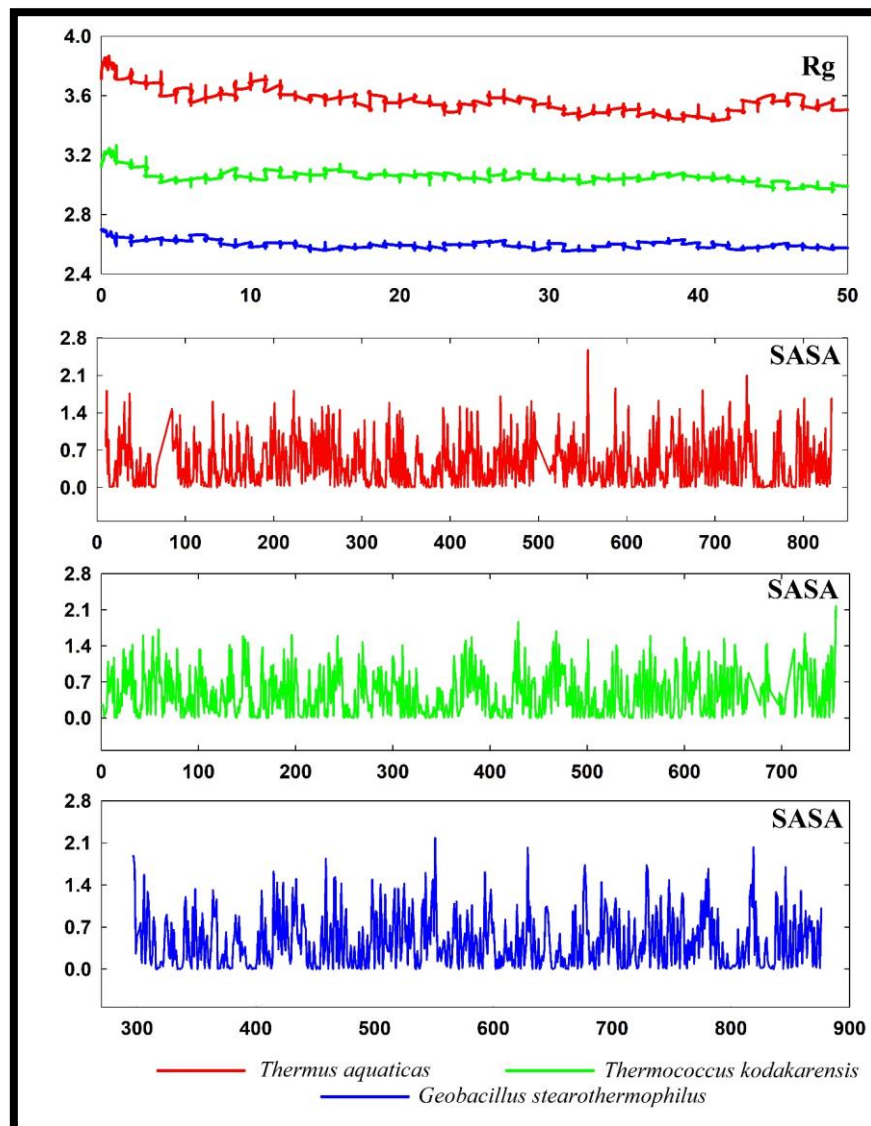 4.0
Rg
3.6
3.2
2.8
2.4
0 10 20 30 40 50
2.8
SASA
2.1
1.4
0.7
0.0
0 100 200 300 400 500 600 700 800
2.8
SASA
2.1
1.4
0.7
0.0
0 100 200 300 400 500 600 700
2.8
SASA
2.1
1.4
0.7
0.0
300 400 500 600 700 800 900
Thermus aquaticas Thermococcus kodakarensis
Geobacillus stearothermophilus